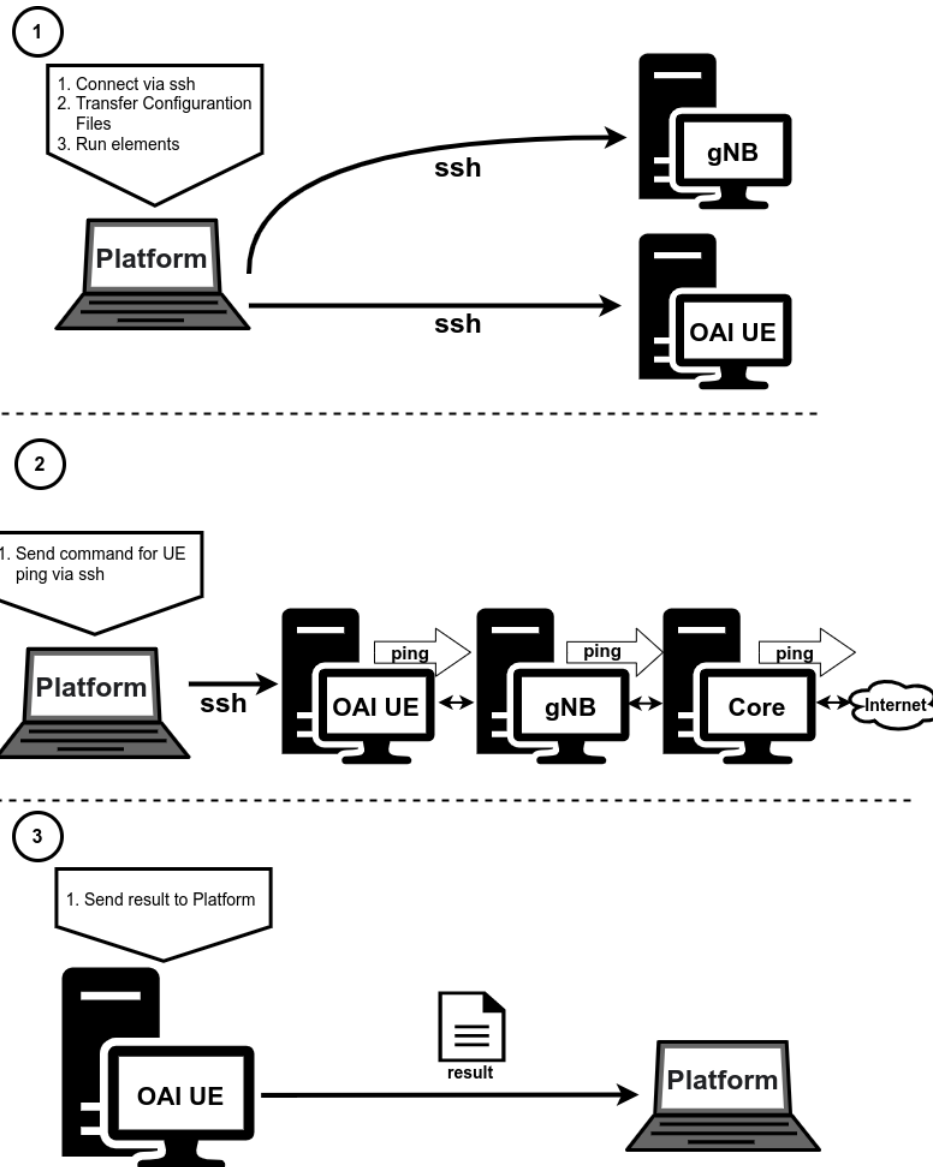 1
1. Connect via ssh
2. Transfer Configurantion
Files
3. Run elements
Platform
ssh
gNB
ssh
OAI UE
2
1. Send command for UE
ping via ssh
Platform
ssh
ping
OAI UE
ping
gNB
ping
Core
Internet
3
1. Send result to Platform
OAI UE
result
Platform